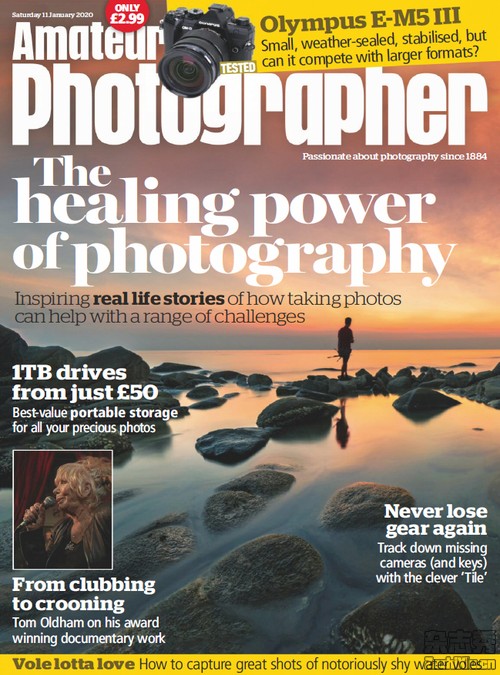 Saturday 11 January 2020
ONLY
£2.99
Amateur
Photographer
Passionate about photography since 1884
TESTED
Olympus E-M5 III
Small, weather-sealed, stabilised, but
can it compete with larger formats?
The
healing power
of photography
Inspiring real life stories of how taking photos
can help with a range of challenges
1TB drives
from just £50
Best-value portable storage
for all your precious photos
Never lose
gear again
Track down missing
cameras (and keys)
with the clever 'Tile'
From clubbing
to crooning
Tom Oldham on his award
winning documentary work
Vole lotta love How to capture great shots of notoriously shy water voles